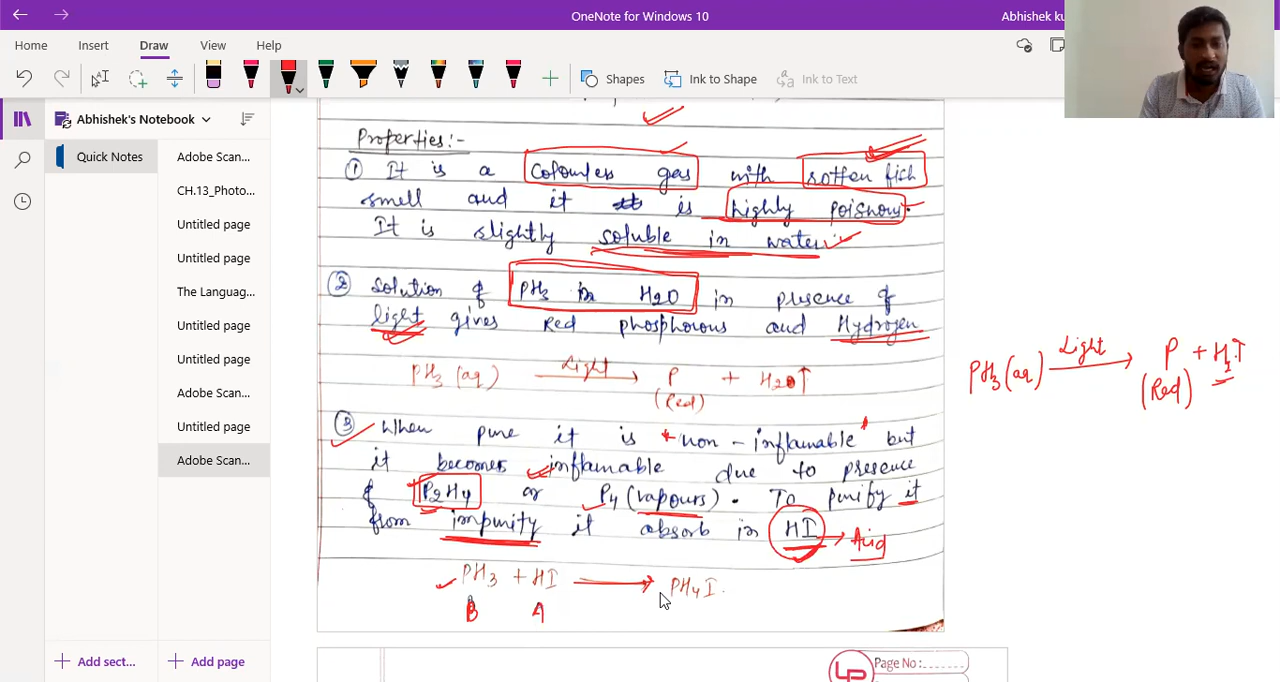 OneNote for Windows 10
Abhishek ku
Home Insert Draw View Help
Shapes Ink to Shape Ink to Text
Abhishek's Notebook
Quick Notes
Adobe Scan...
CH.13_Photo...
Untitled page
Untitled page
The Languag...
Untitled page
Untitled page
Adobe Scan...
Untitled page
Adobe Scan...
Add sect...
Add page
Properties:-
① It is a Colourless gas with rotten fich
smell and it is highly poisnous.
It is slightly soluble in water
② Solution of PH3 in H2O in presence of
light gives Red phosphorous and Hydrogen
PH3 (aq) Light → P + H2↑
(Red)
③ When pure it is "non-inflamable" but
it becomes inflamable due to presence
of P2H4 or P4 (vapours). To purify it
from impurity it absorb in HI → Acid
PH3 + HI → PH4I.
B A
PH3 (aq) Light → P + H2↑
(Red)
LP
Page No: